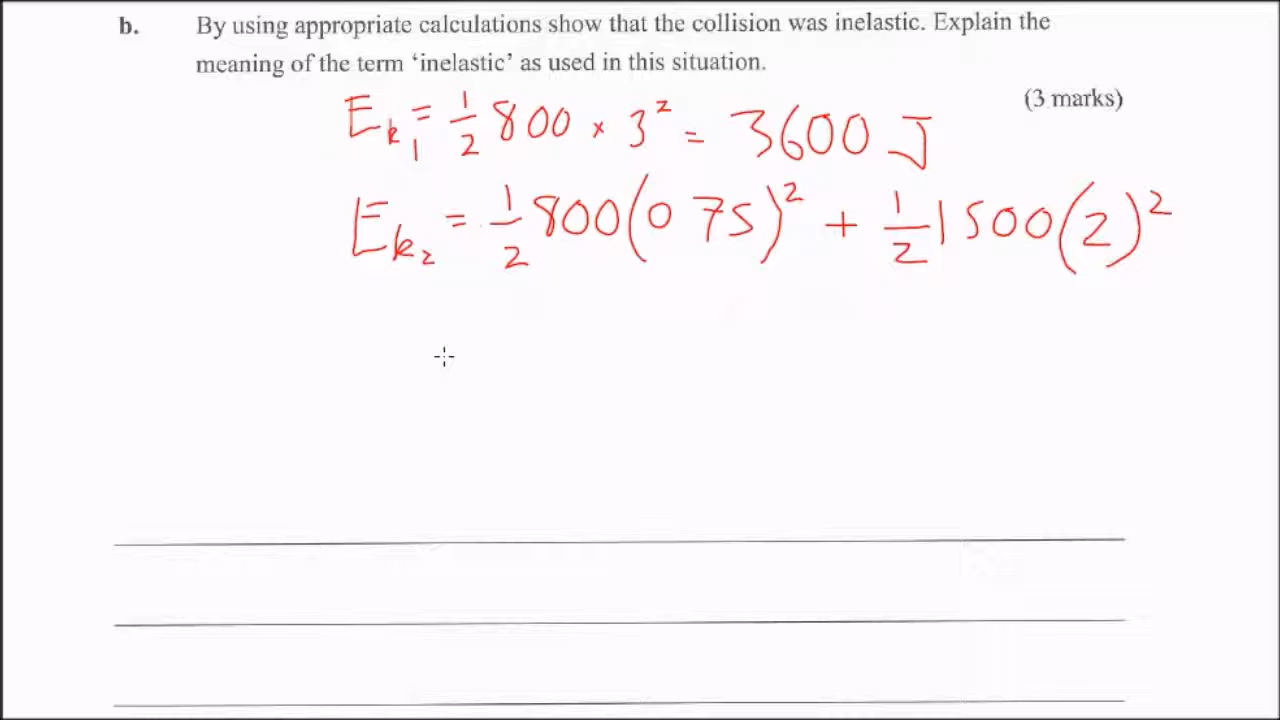 b. By using appropriate calculations show that the collision was inelastic. Explain the
meaning of the term ‘inelastic’ as used in this situation.
(3 marks)
Ek₁ = 1/2 800 × 3² = 3600 J
Ek₂ = 1/2 800(0 75)² + 1/2 1500(2)²